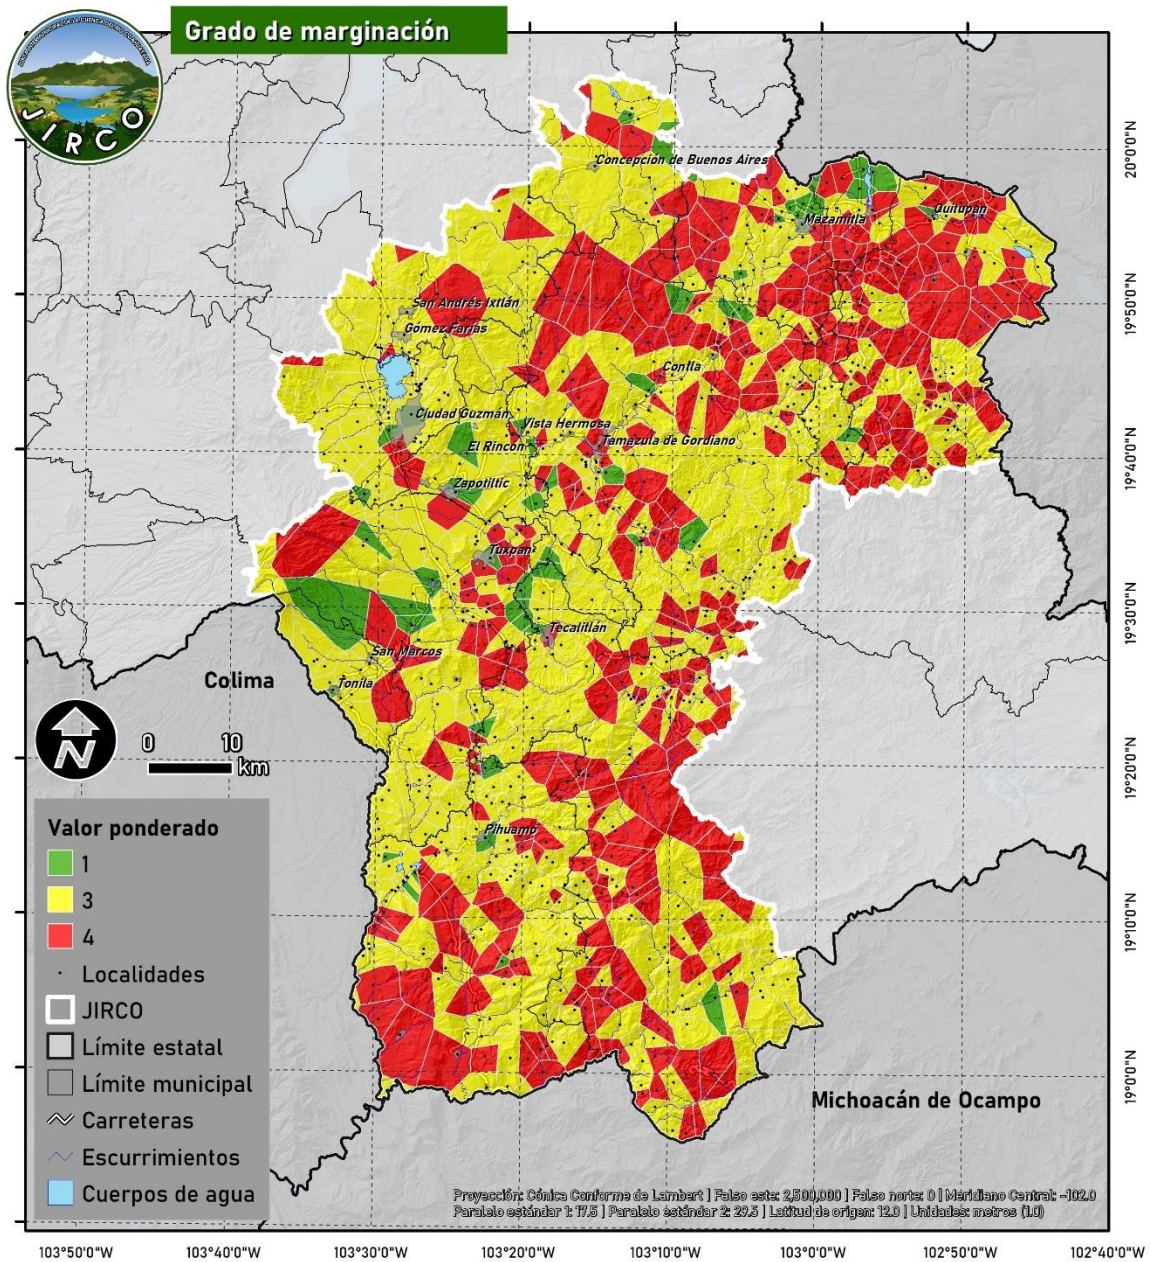 Grado de marginación
JIRCO
Concepción de Buenos Aires
Mazamitla
Quitupan
San Andrés Ixtlán
Gómez Farías
Contla
Ciudad Guzmán
Vista Hermosa
El Rincón
Tamazula de Gordiano
Zapotiltic
Tuxpan
Tecalitlán
San Marcos
Tonila
Pihuamo
Colima
Michoacán de Ocampo
N
0 10
km
Valor ponderado
1
3
4
Localidades
JIRCO
Límite estatal
Límite municipal
Carreteras
Escurrimientos
Cuerpos de agua
Proyección: Cónica Conforme de Lambert | Falso este: 2,500,000 | Falso norte: 0 | Meridiano Central: -102.0
Paralelo estándar 1: 17.5 | Paralelo estándar 2: 29.5 | Latitud de origen: 12.0 | Unidades: metros (1.0)
20°0'0"N
19°50'0"N
19°40'0"N
19°30'0"N
19°20'0"N
19°10'0"N
19°0'0"N
103°50'0"W 103°40'0"W 103°30'0"W 103°20'0"W 103°10'0"W 103°0'0"W 102°50'0"W 102°40'0"W